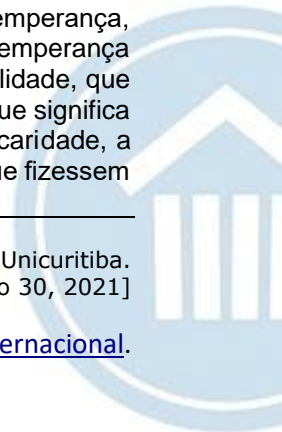 emperança,
emperança
lidade, que
ue significa
caridade, a
ue fizessem
Unicuritiba.
o 30, 2021]
ernacional.